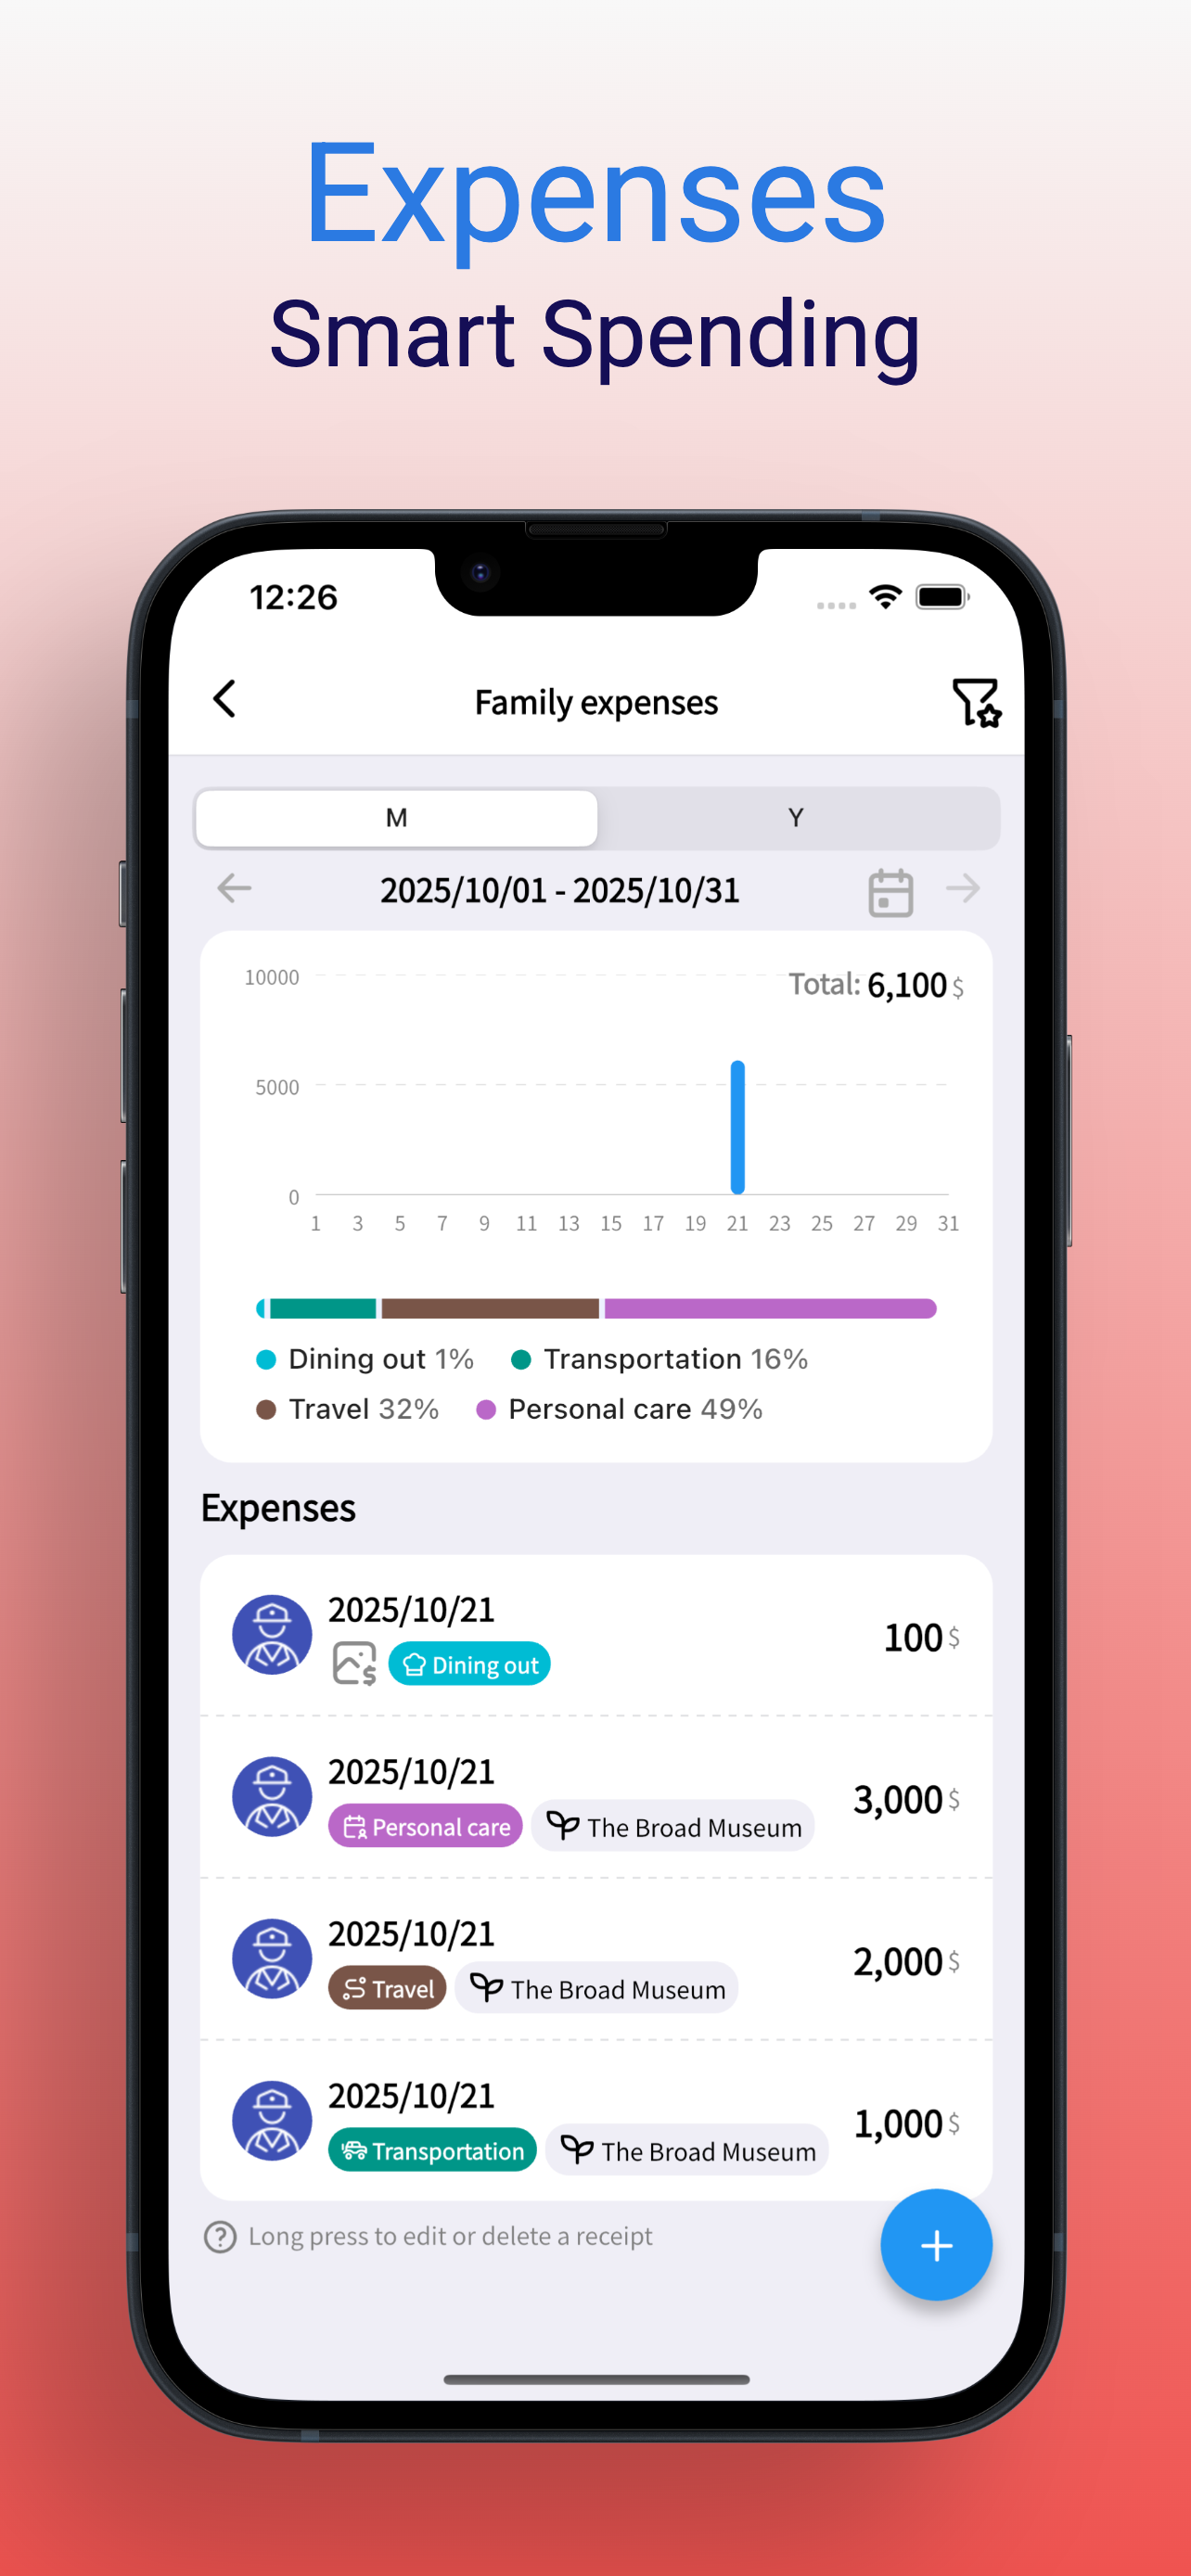 Expenses
Smart Spending
12:26
Family expenses
M Y
2025/10/01 - 2025/10/31
10000 Total: 6,100 $
5000
0
1 3 5 7 9 11 13 15 17 19 21 23 25 27 29 31
Dining out 1% Transportation 16%
Travel 32% Personal care 49%
Expenses
2025/10/21
Dining out 100 $
2025/10/21
Personal care The Broad Museum 3,000 $
2025/10/21
Travel The Broad Museum 2,000 $
2025/10/21
Transportation The Broad Museum 1,000 $
Long press to edit or delete a receipt